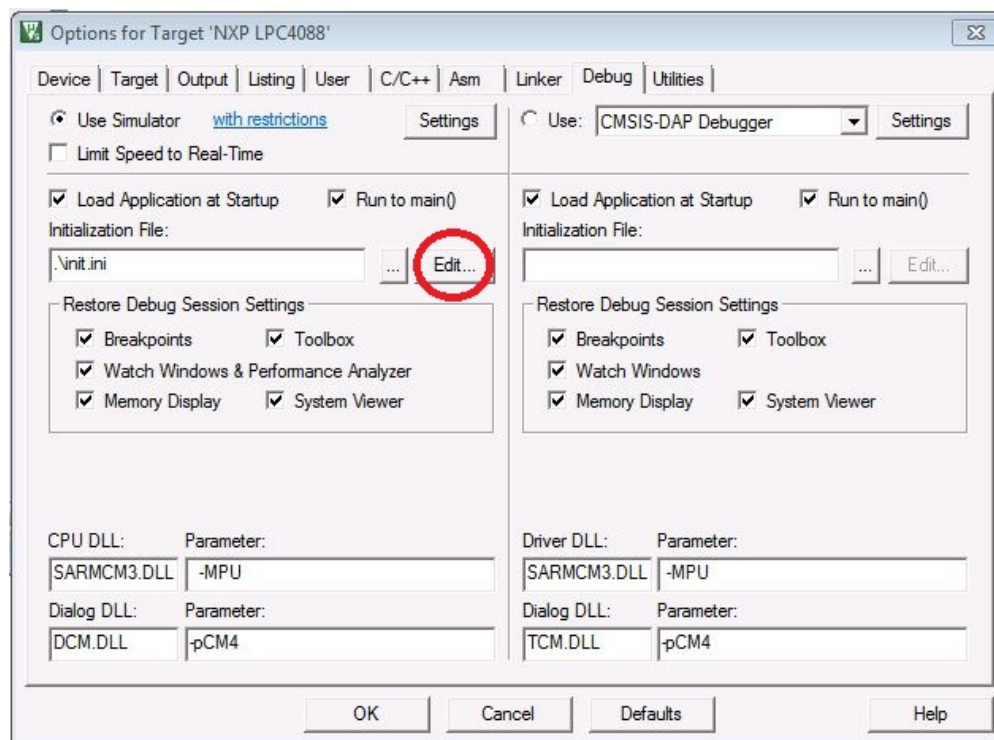 Options for Target 'NXP LPC4088'
Device Target Output Listing User C/C++ Asm Linker Debug Utilities
Use Simulator with restrictions Settings
Limit Speed to Real-Time
Load Application at Startup Run to main()
Initialization File:
.\init.ini ... Edit...
Restore Debug Session Settings
Breakpoints Toolbox
Watch Windows & Performance Analyzer
Memory Display System Viewer
CPU DLL: Parameter:
SARMCM3.DLL -MPU
Dialog DLL: Parameter:
DCM.DLL -pCM4
Use: CMSIS-DAP Debugger Settings
Load Application at Startup Run to main()
Initialization File:
... Edit...
Restore Debug Session Settings
Breakpoints Toolbox
Watch Windows
Memory Display System Viewer
Driver DLL: Parameter:
SARMCM3.DLL -MPU
Dialog DLL: Parameter:
TCM.DLL -pCM4
OK Cancel Defaults Help